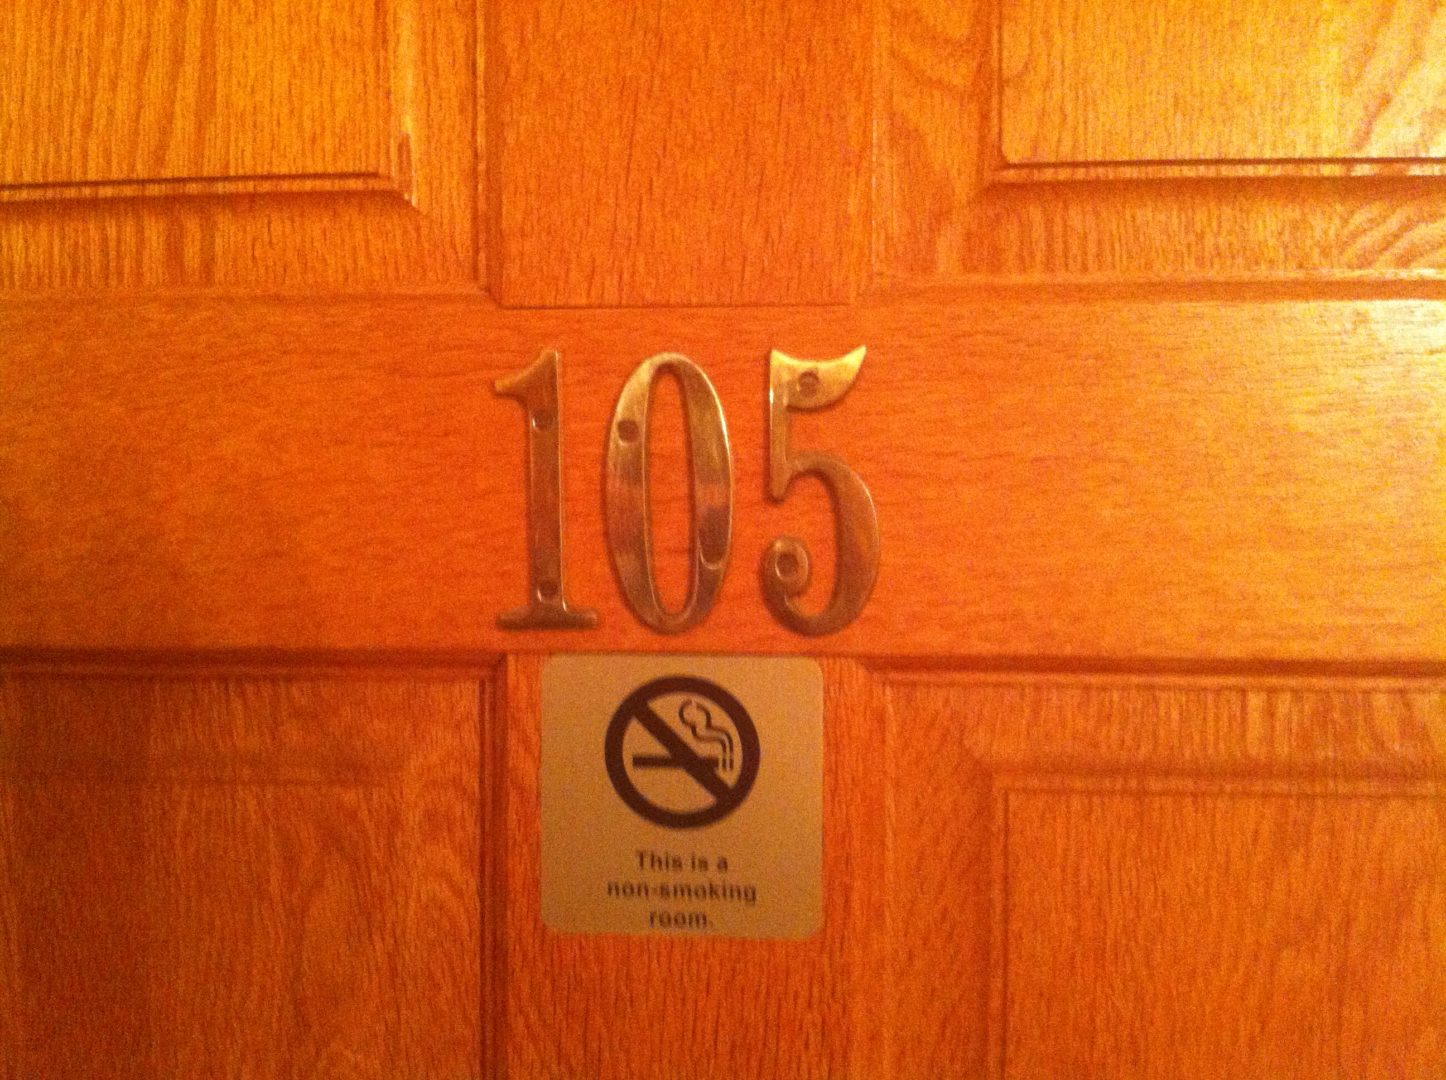 105
This is a
non-smoking
room.